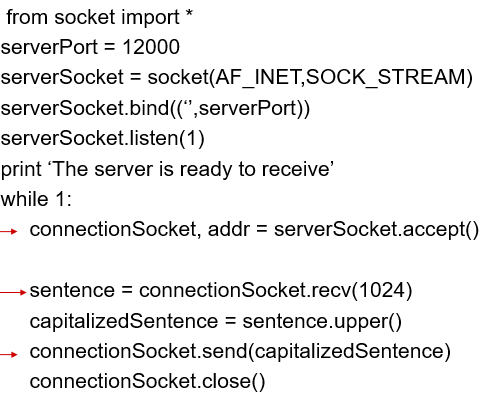 from socket import *
serverPort = 12000
serverSocket = socket(AF_INET,SOCK_STREAM)
serverSocket.bind((‘’,serverPort))
serverSocket.listen(1)
print ‘The server is ready to receive’
while 1:
connectionSocket, addr = serverSocket.accept()
sentence = connectionSocket.recv(1024)
capitalizedSentence = sentence.upper()
connectionSocket.send(capitalizedSentence)
connectionSocket.close()